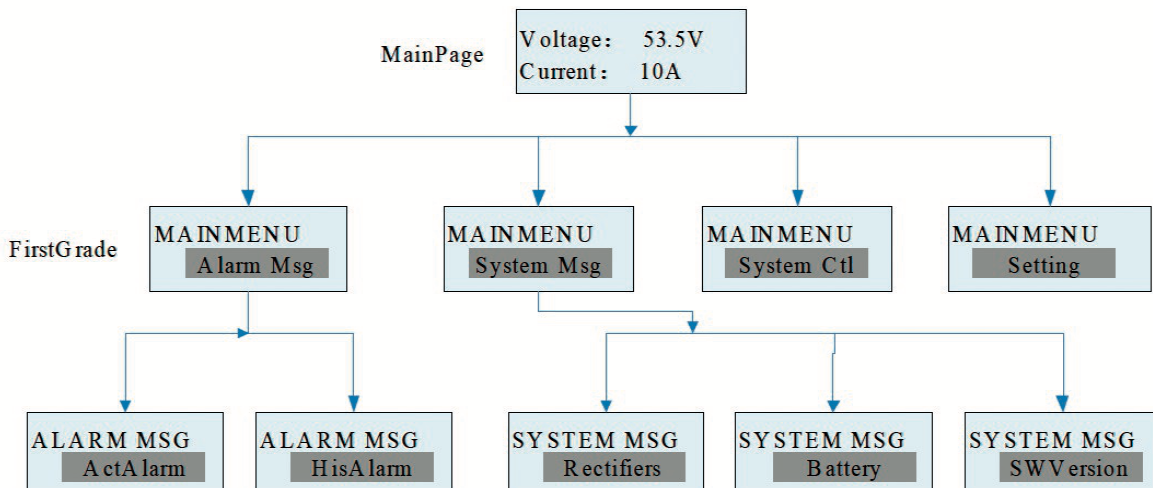 MainPage
Voltage: 53.5V
Current: 10A
FirstGrade
MAINMENU
Alarm Msg
MAINMENU
System Msg
MAINMENU
System Ctl
MAINMENU
Setting
ALARM MSG
ActAlarm
ALARM MSG
HisAlarm
SYSTEM MSG
Rectifiers
SYSTEM MSG
Battery
SYSTEM MSG
SWVersion